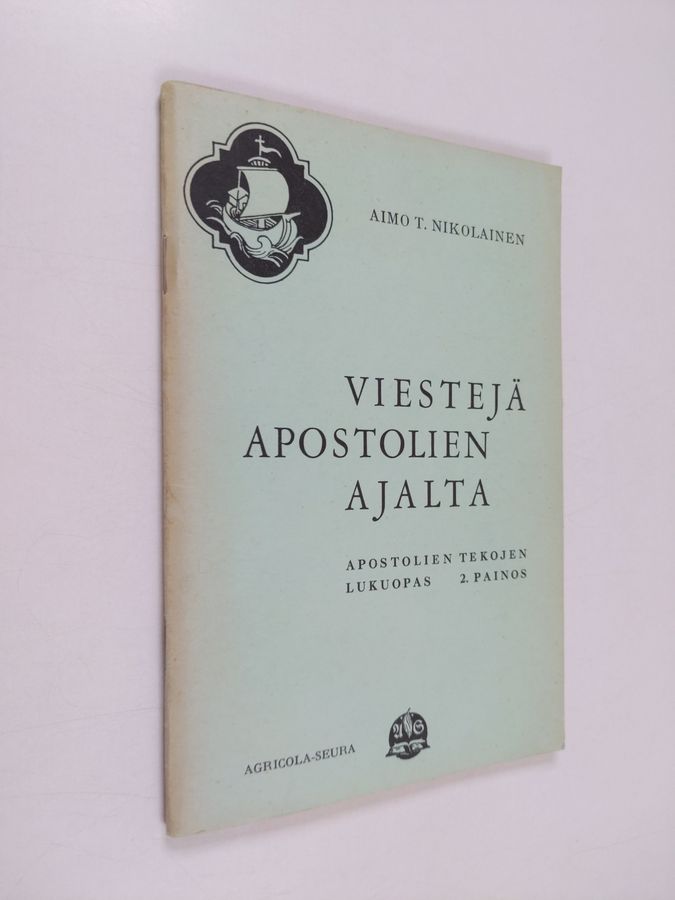 AIMO T. NIKOLAINEN
VIESTEJÄ
APOSTOLIEN
AJALTA
APOSTOLIEN TEKOJEN
LUKUOPAS 2. PAINOS
AGRICOLA-SEURA
A S